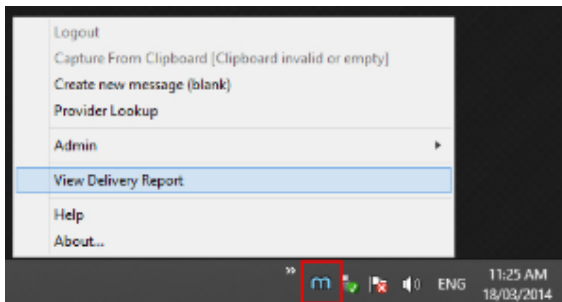 Logout
Capture From Clipboard [Clipboard invalid or empty]
Create new message (blank)
Provider Lookup
Admin
View Delivery Report
Help
About...
m
ENG
11:25 AM
18/03/2014